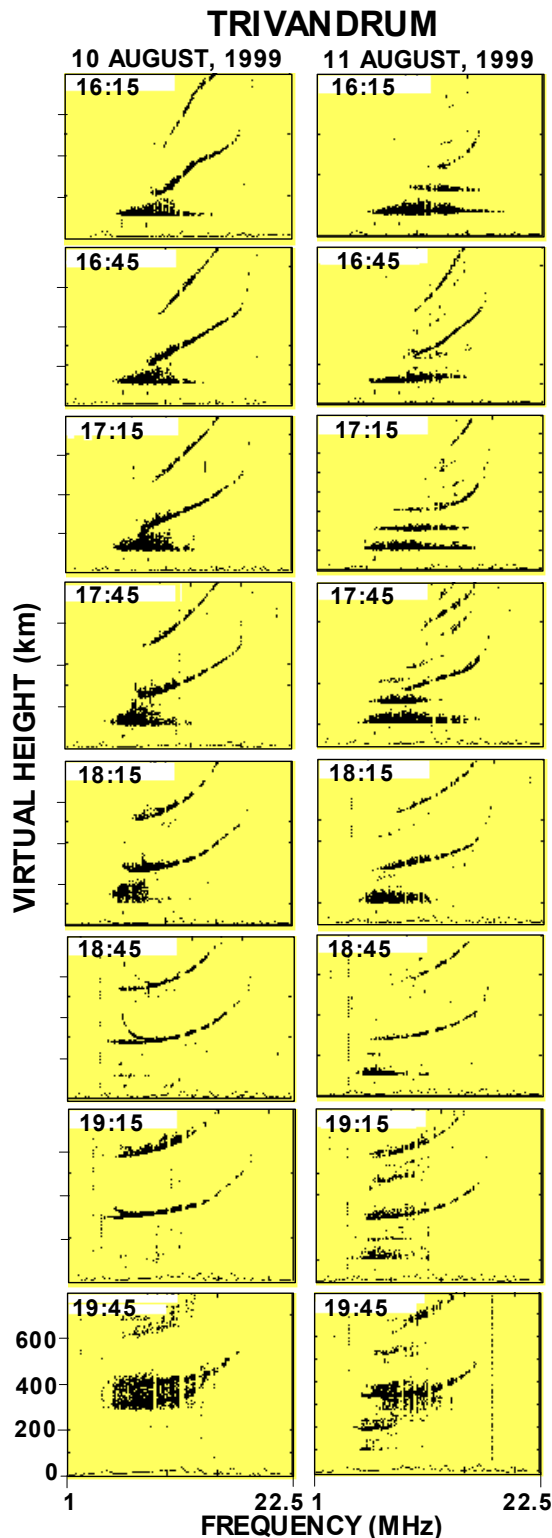 TRIVANDRUM
10 AUGUST, 1999 11 AUGUST, 1999
16:15 16:15
16:45 16:45
17:15 17:15
17:45 17:45
18:15 18:15
18:45 18:45
19:15 19:15
19:45 19:45
VIRTUAL HEIGHT (km)
600
400
200
0
1 22.5 1 22.5
FREQUENCY (MHz)